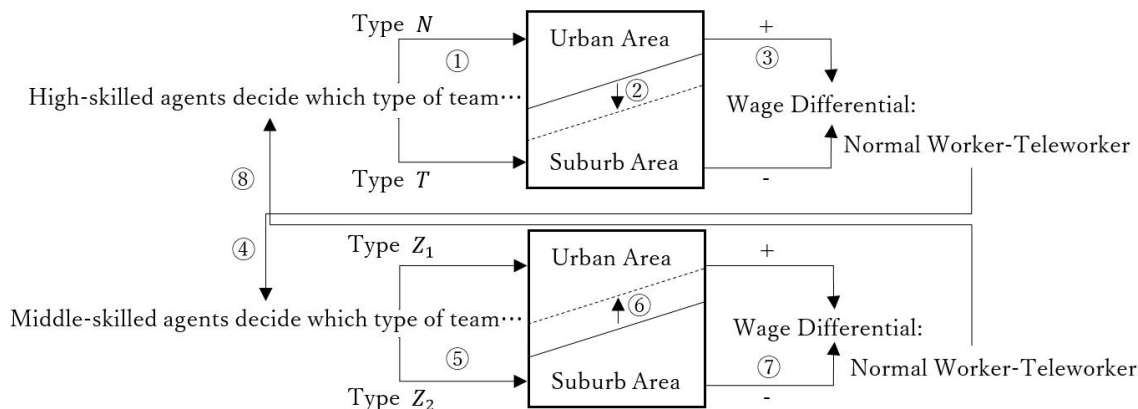 Type N
Urban Area
+
①
③
②
High-skilled agents decide which type of team…
Wage Differential:
Normal Worker-Teleworker
Suburb Area
Type T
-
⑧
④
Type Z₁
Urban Area
+
⑥
Middle-skilled agents decide which type of team…
Wage Differential:
Normal Worker-Teleworker
⑤
⑦
Suburb Area
Type Z₂
-